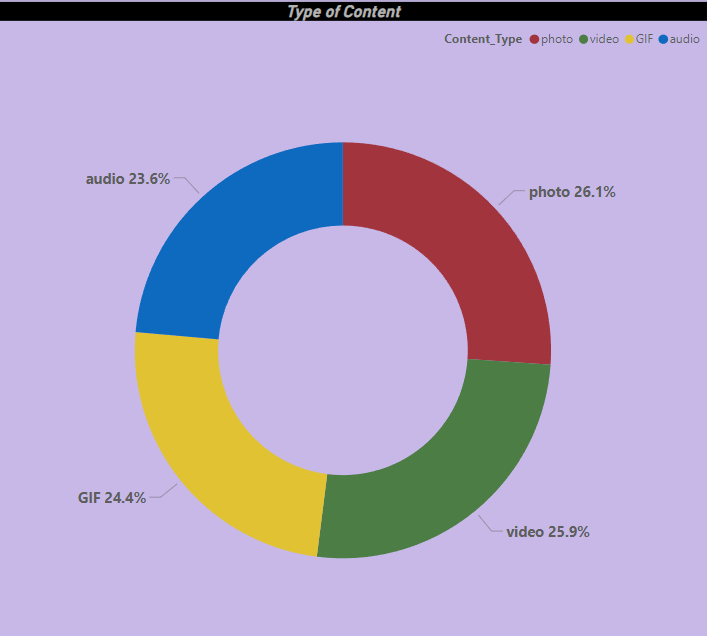 Type of Content
Content_Type photo video GIF audio
audio 23.6%
photo 26.1%
GIF 24.4%
video 25.9%